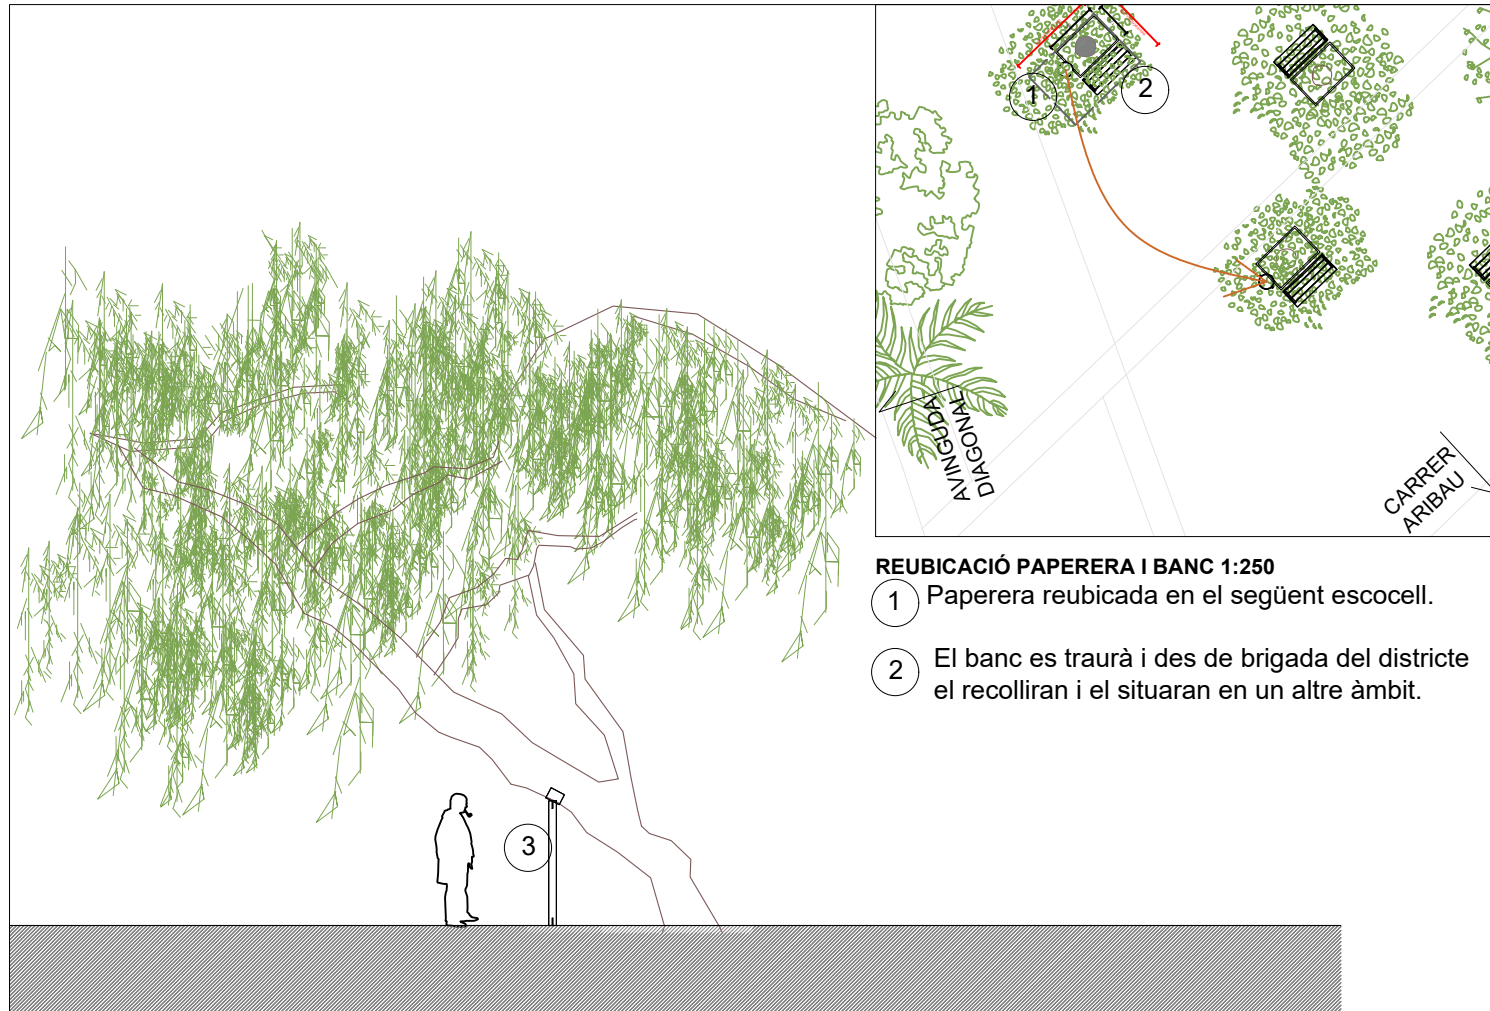 1
2
AVINGUDA
DIAGONAL
CARRER
ARIBAU
REUBICACIÓ PAPERERA I BANC 1:250
1 Paperera reubicada en el següent escocell.
2 El banc es traurà i des de brigada del districte
el recolliran i el situaran en un altre àmbit.
3